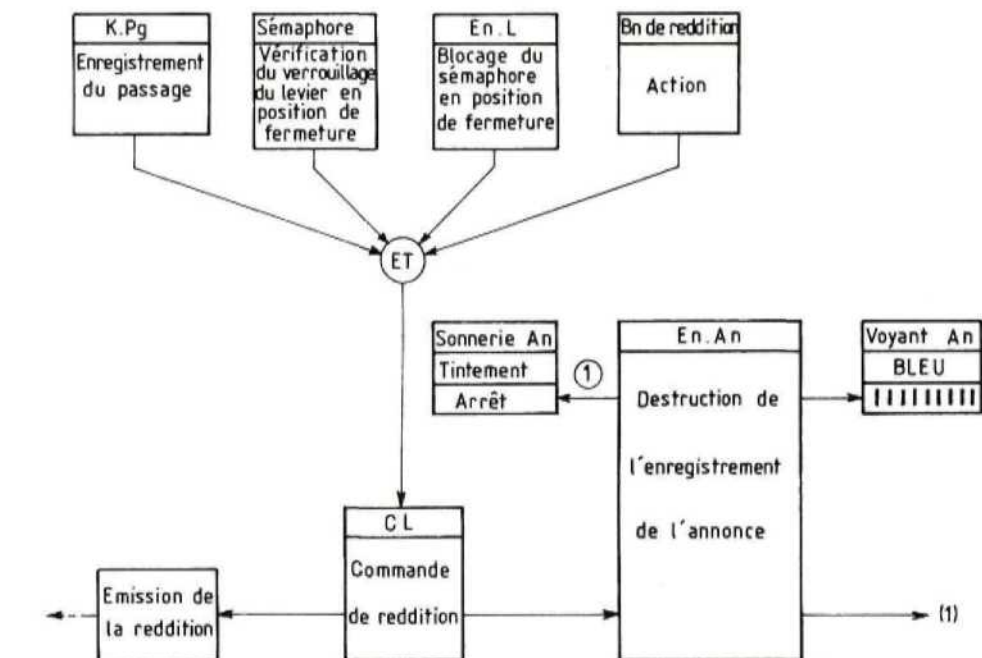 K.Pg
Enregistrement
du passage
Sémaphore
Vérification
du verrouillage
du levier en
position de
fermeture
En.L
Blocage du
sémaphore
en position
de fermeture
Bn de reddition
Action
ET
Sonnerie An
Tintement
Arrêt
1
En.An
Destruction de
l'enregistrement
de l'annonce
Voyant An
BLEU
CL
Commande
de reddition
Emission de
la reddition
(1)